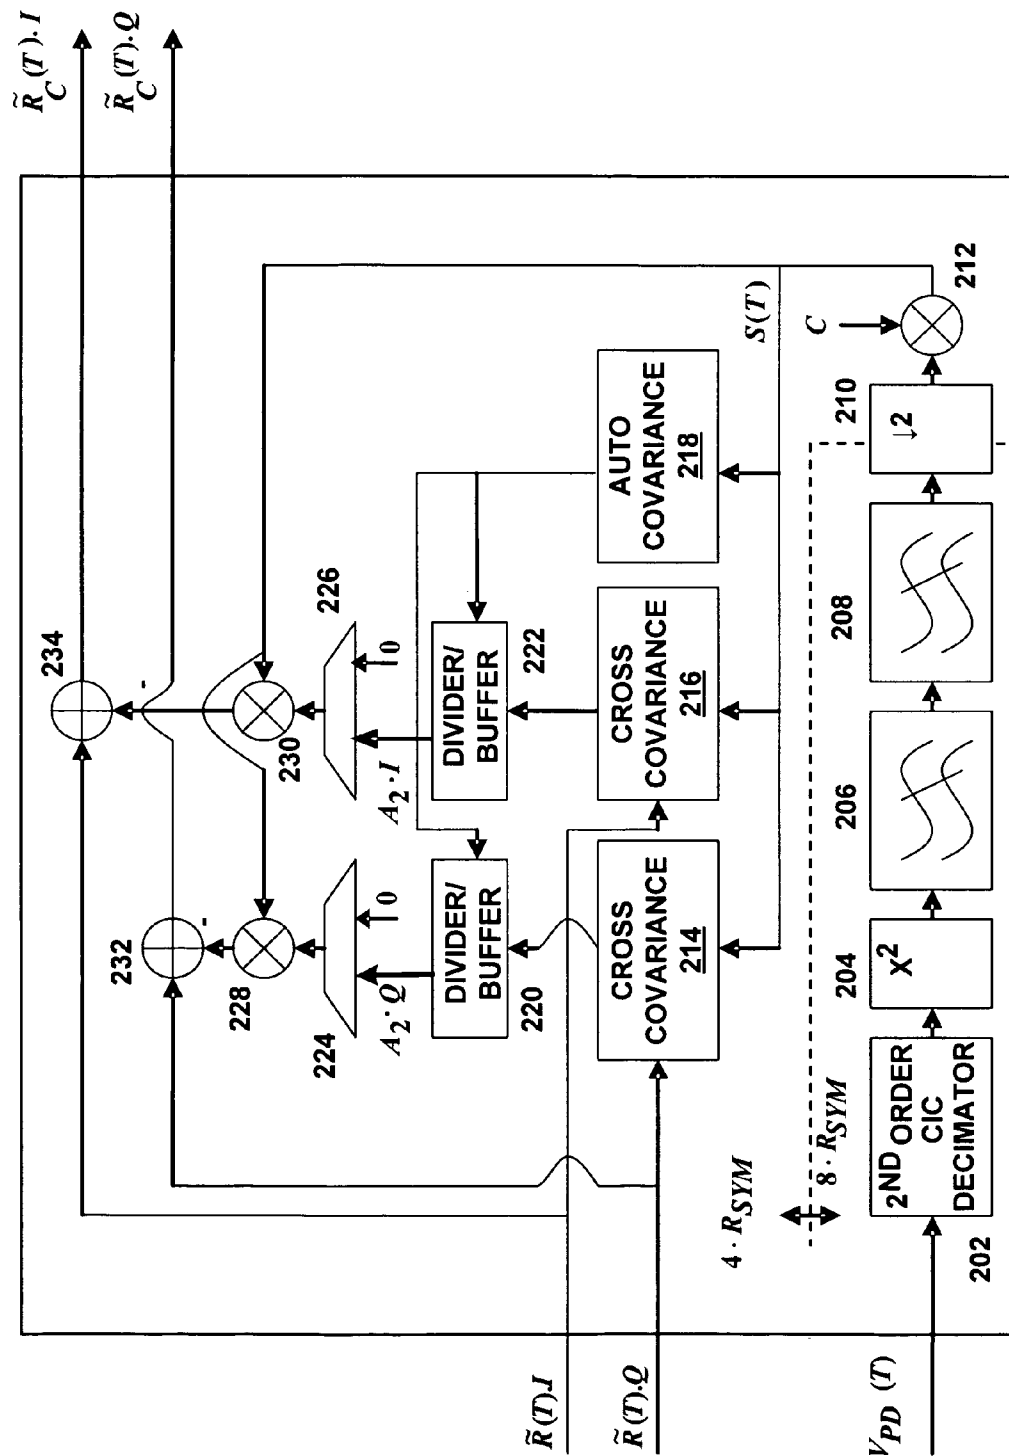 R̃_C(T)·I
R̃_C(T)·Q
234
-
232
-
230
228
226
0
224
0
A₂·I
A₂·Q
DIVIDER/
BUFFER
222
DIVIDER/
BUFFER
220
AUTO
COVARIANCE
218
CROSS
COVARIANCE
216
CROSS
COVARIANCE
214
S(T)
C
212
4·R_SYM
8·R_SYM
R̃(T).I
R̃(T).Q
V_PD(T)
2ND ORDER
CIC
DECIMATOR
202
X²
204
206
208
↓2
210